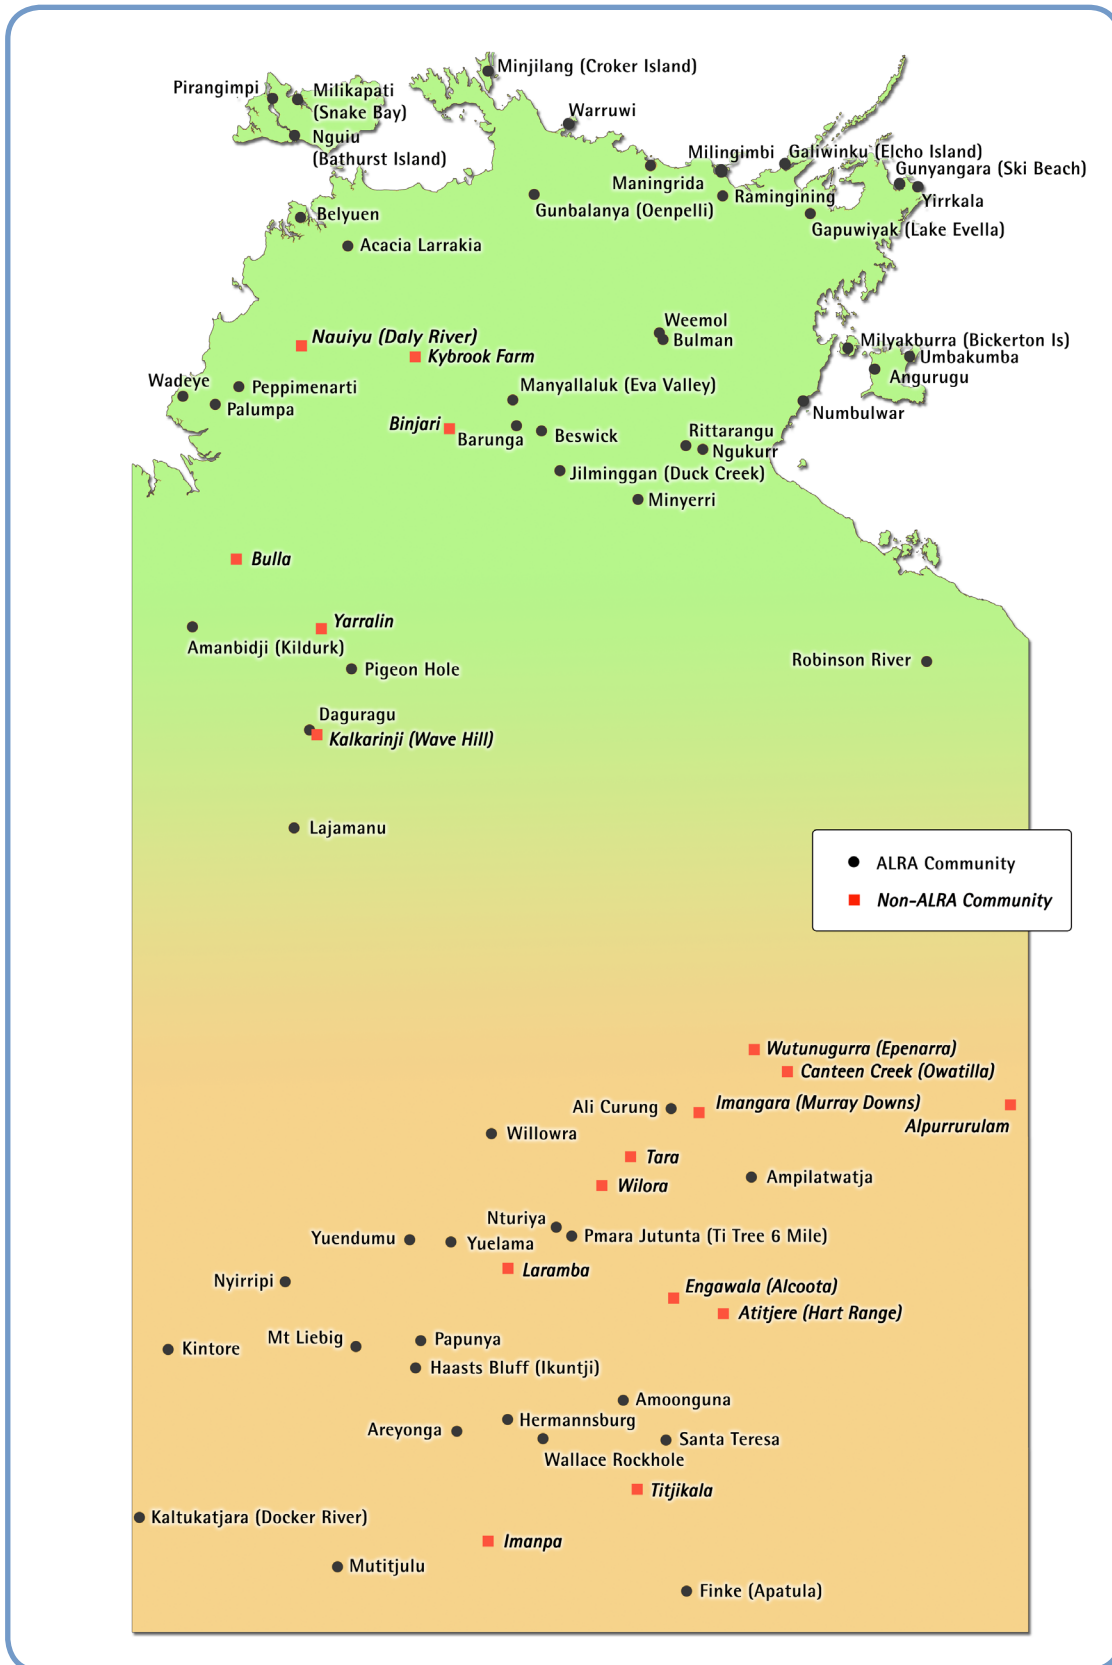 Minjilang (Croker Island)
Pirangimpi
Milikapati
(Snake Bay)
Nguiu
(Bathurst Island)
Warruwi
Milingimbi
Galiwinku (Elcho Island)
Gunyangara (Ski Beach)
Maningrida
Ramingining
Yirrkala
Gunbalanya (Oenpelli)
Gapuwiyak (Lake Evella)
Belyuen
Acacia Larrakia
Weemol
Bulman
Nauiyu (Daly River)
Kybrook Farm
Milyakburra (Bickerton Is)
Umbakumba
Angurugu
Wadeye
Peppimenarti
Palumpa
Manyallaluk (Eva Valley)
Numbulwar
Binjari
Barunga
Beswick
Rittarangu
Ngukurr
Jilminggan (Duck Creek)
Minyerri
Bulla
Yarralin
Amanbidji (Kildurk)
Pigeon Hole
Robinson River
Daguragu
Kalkarinji (Wave Hill)
Lajamanu
ALRA Community
Non-ALRA Community
Wutunugurra (Epenarra)
Canteen Creek (Owatilla)
Imangara (Murray Downs)
Ali Curung
Alpurrurulam
Willowra
Tara
Ampilatwatja
Wilora
Nturiya
Pmara Jutunta (Ti Tree 6 Mile)
Yuendumu
Yuelama
Laramba
Nyirripi
Engawala (Alcoota)
Atitjere (Hart Range)
Mt Liebig
Papunya
Kintore
Haasts Bluff (Ikuntji)
Amoonguna
Hermannsburg
Areyonga
Santa Teresa
Wallace Rockhole
Titjikala
Kaltukatjara (Docker River)
Imanpa
Mutitjulu
Finke (Apatula)